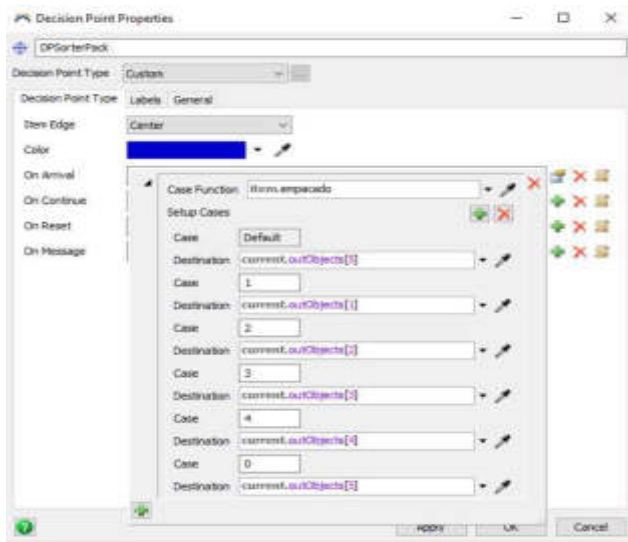 Decision Point Properties
DPSorterPack
Decision Point Type Custom
Decision Point Type Labels General
Item Edge Center
Color
On Arrival
On Continue
On Reset
On Message
Case Function item.empacado
Setup Cases
Case Default
Destination current.outObjects[5]
Case 1
Destination current.outObjects[1]
Case 2
Destination current.outObjects[2]
Case 3
Destination current.outObjects[3]
Case 4
Destination current.outObjects[4]
Case 0
Destination current.outObjects[5]
Apply OK Cancel